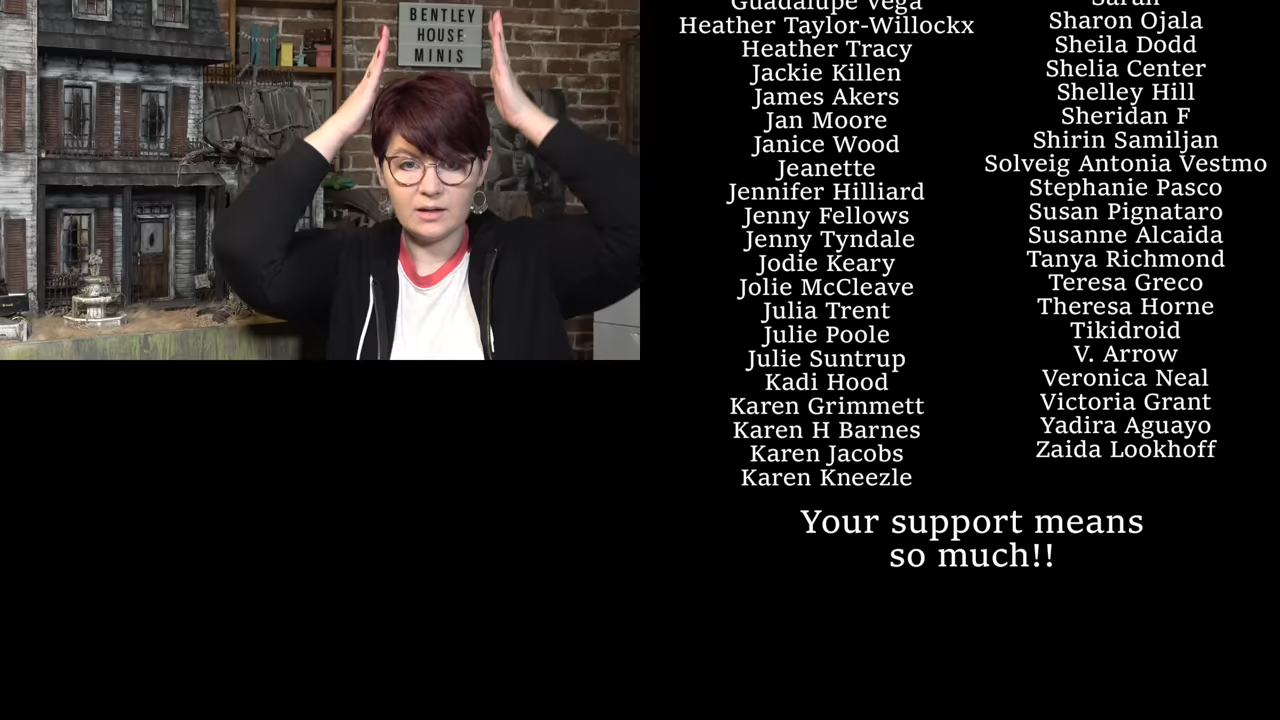 BENTLEY
HOUSE
MINIS
Guadalupe Vega
Heather Taylor-Willockx
Heather Tracy
Jackie Killen
James Akers
Jan Moore
Janice Wood
Jeanette
Jennifer Hilliard
Jenny Fellows
Jenny Tyndale
Jodie Keary
Jolie McCleave
Julia Trent
Julie Poole
Julie Suntrup
Kadi Hood
Karen Grimmett
Karen H Barnes
Karen Jacobs
Karen Kneezle
Sarah
Sharon Ojala
Sheila Dodd
Shelia Center
Shelley Hill
Sheridan F
Shirin Samiljan
Solveig Antonia Vestmo
Stephanie Pasco
Susan Pignataro
Susanne Alcaida
Tanya Richmond
Teresa Greco
Theresa Horne
Tikidroid
V. Arrow
Veronica Neal
Victoria Grant
Yadira Aguayo
Zaida Lookhoff
Your support means
so much!!